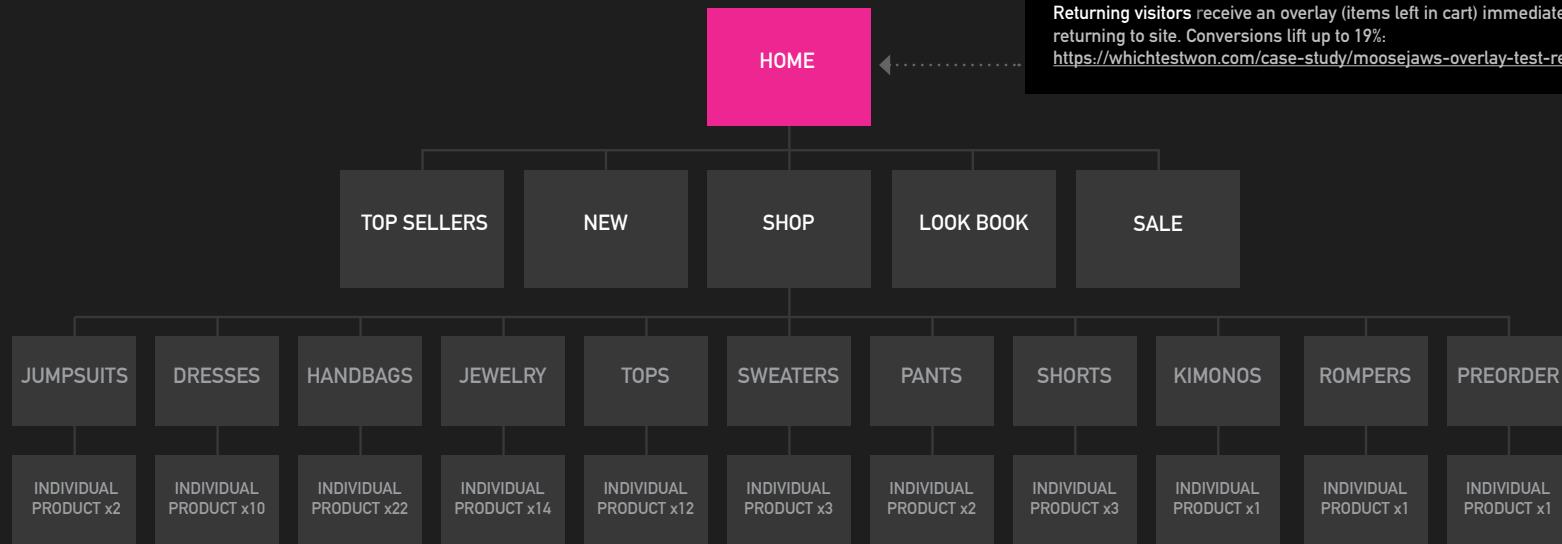 Returning visitors receive an overlay (items left in cart)
returning to site. Conversions lift up to 19%:
https://whichtestwon.com/case-study/moosejaws-overlay-test-re
HOME
TOP SELLERS
NEW
SHOP
LOOK BOOK
SALE
JUMPSUITS
DRESSES
HANDBAGS
JEWELRY
TOPS
SWEATERS
PANTS
SHORTS
KIMONOS
ROMPERS
PREORDER
INDIVIDUAL
PRODUCT x2
INDIVIDUAL
PRODUCT x10
INDIVIDUAL
PRODUCT x22
INDIVIDUAL
PRODUCT x14
INDIVIDUAL
PRODUCT x12
INDIVIDUAL
PRODUCT x3
INDIVIDUAL
PRODUCT x2
INDIVIDUAL
PRODUCT x3
INDIVIDUAL
PRODUCT x1
INDIVIDUAL
PRODUCT x1
INDIVIDUAL
PRODUCT x1